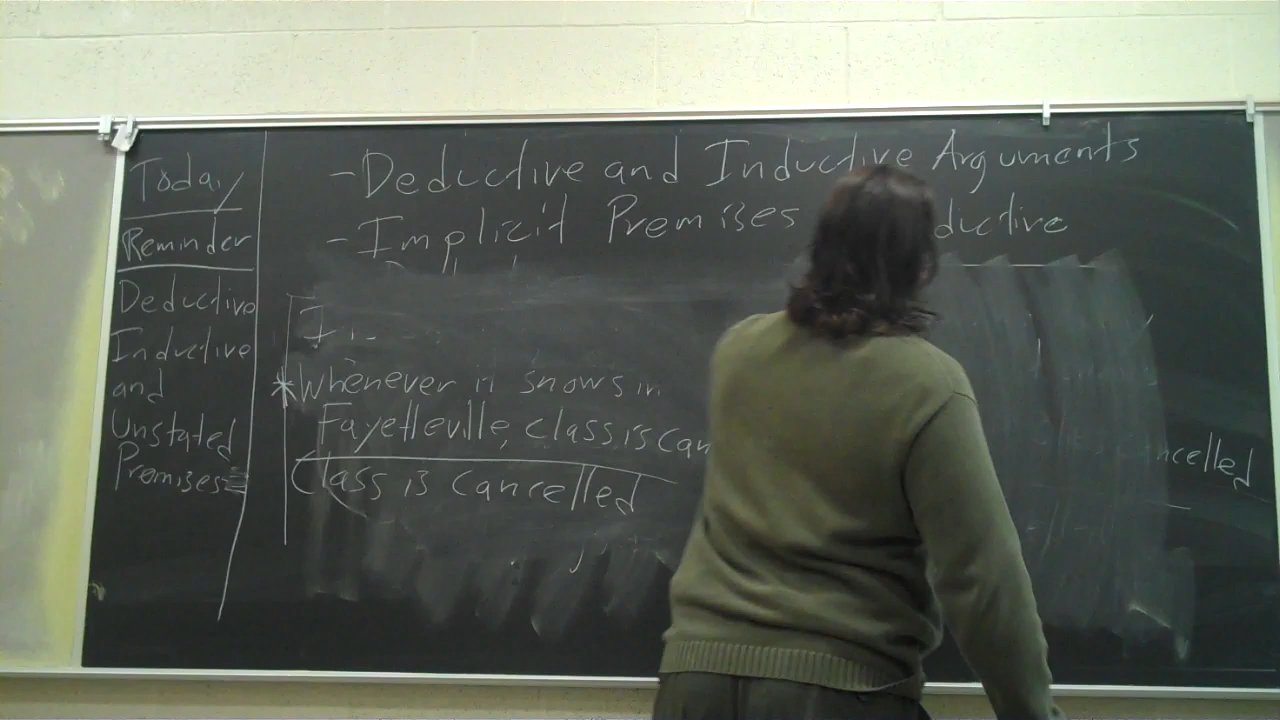 Today
Reminder
Deductive
Inductive
and
Unstated
Premises
- Deductive and Inductive Arguments
- Implicit Premises ductive
*Whenever it snows in
Fayetteville, class is can
Class is cancelled
ncelled